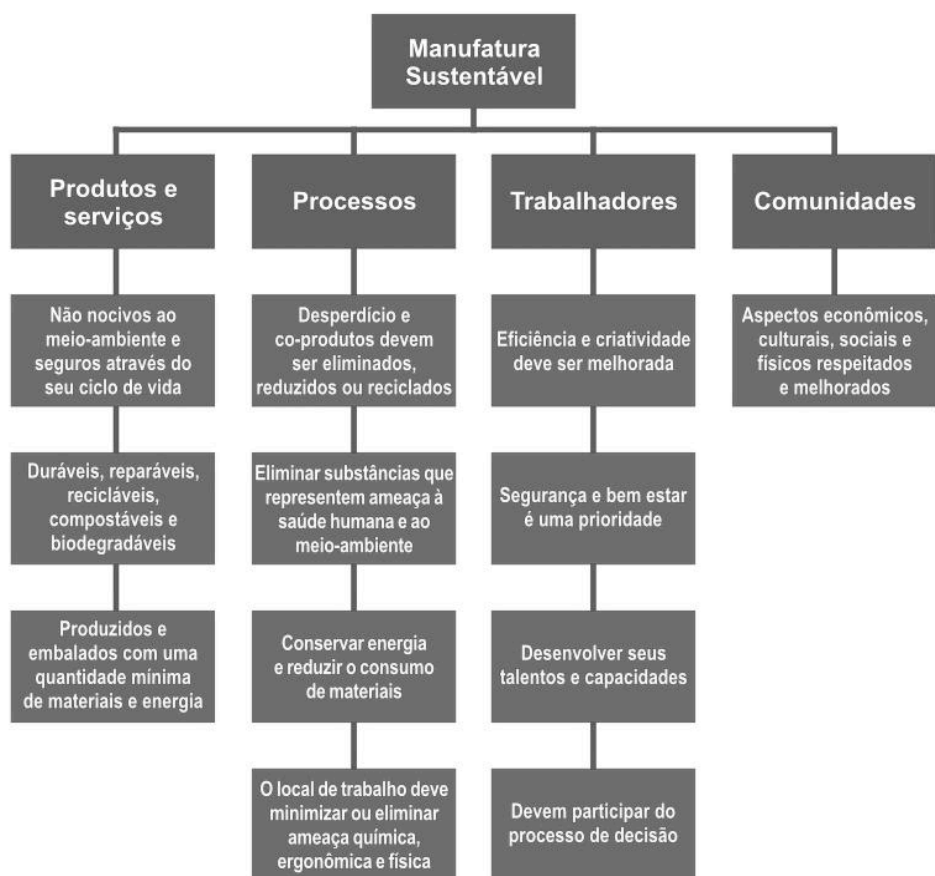 Manufatura
Sustentável
Produtos e
serviços
Processos
Trabalhadores
Comunidades
Não nocivos ao
meio-ambiente e
seguros através do
seu ciclo de vida
Desperdício e
co-produtos devem
ser eliminados,
reduzidos ou reciclados
Eficiência e criatividade
deve ser melhorada
Aspectos econômicos,
culturais, sociais e
físicos respeitados
e melhorados
Duráveis, reparáveis,
recicláveis,
compostáveis e
biodegradáveis
Eliminar substâncias que
representem ameaça à
saúde humana e ao
meio-ambiente
Segurança e bem estar
é uma prioridade
Produzidos e
embalados com uma
quantidade mínima
de materiais e energia
Conservar energia
e reduzir o consumo
de materiais
Desenvolver seus
talentos e capacidades
O local de trabalho deve
minimizar ou eliminar
ameaça química,
ergonômica e física
Devem participar do
processo de decisão